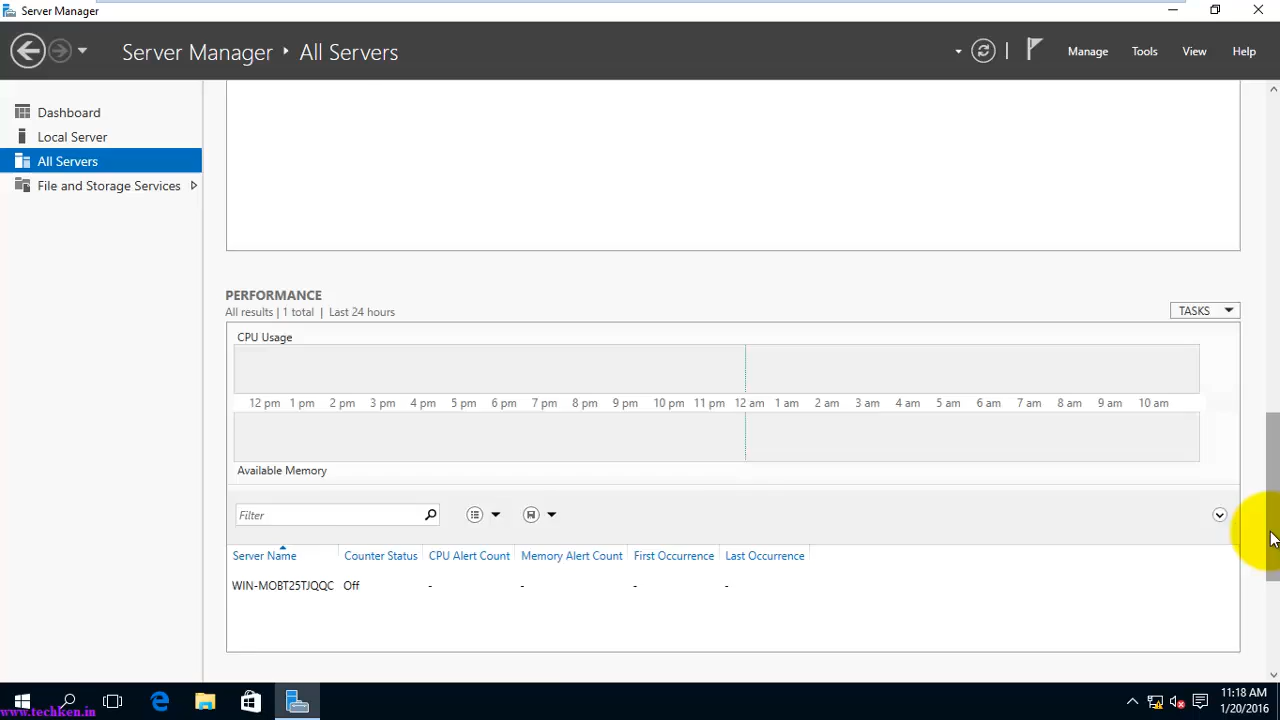 Server Manager
Server Manager ‣ All Servers
Manage
Tools
View
Help
Dashboard
Local Server
All Servers
File and Storage Services
PERFORMANCE
All results | 1 total | Last 24 hours
TASKS
CPU Usage
12 pm 1 pm 2 pm 3 pm 4 pm 5 pm 6 pm 7 pm 8 pm 9 pm 10 pm 11 pm 12 am 1 am 2 am 3 am 4 am 5 am 6 am 7 am 8 am 9 am 10 am
Available Memory
Filter
Server Name Counter Status CPU Alert Count Memory Alert Count First Occurrence Last Occurrence
WIN-MOBT25TJQQC Off - - - -
11:18 AM
1/20/2016
www.techken.in